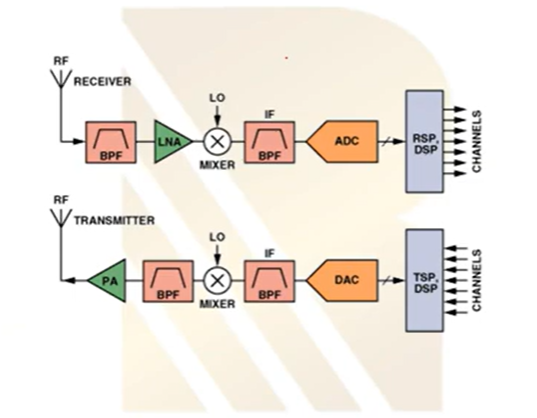 RF
RECEIVER
LO
IF
BPF
LNA
MIXER
BPF
ADC
RSP,
DSP
CHANNELS
RF
TRANSMITTER
LO
IF
PA
BPF
MIXER
BPF
DAC
TSP,
DSP
CHANNELS